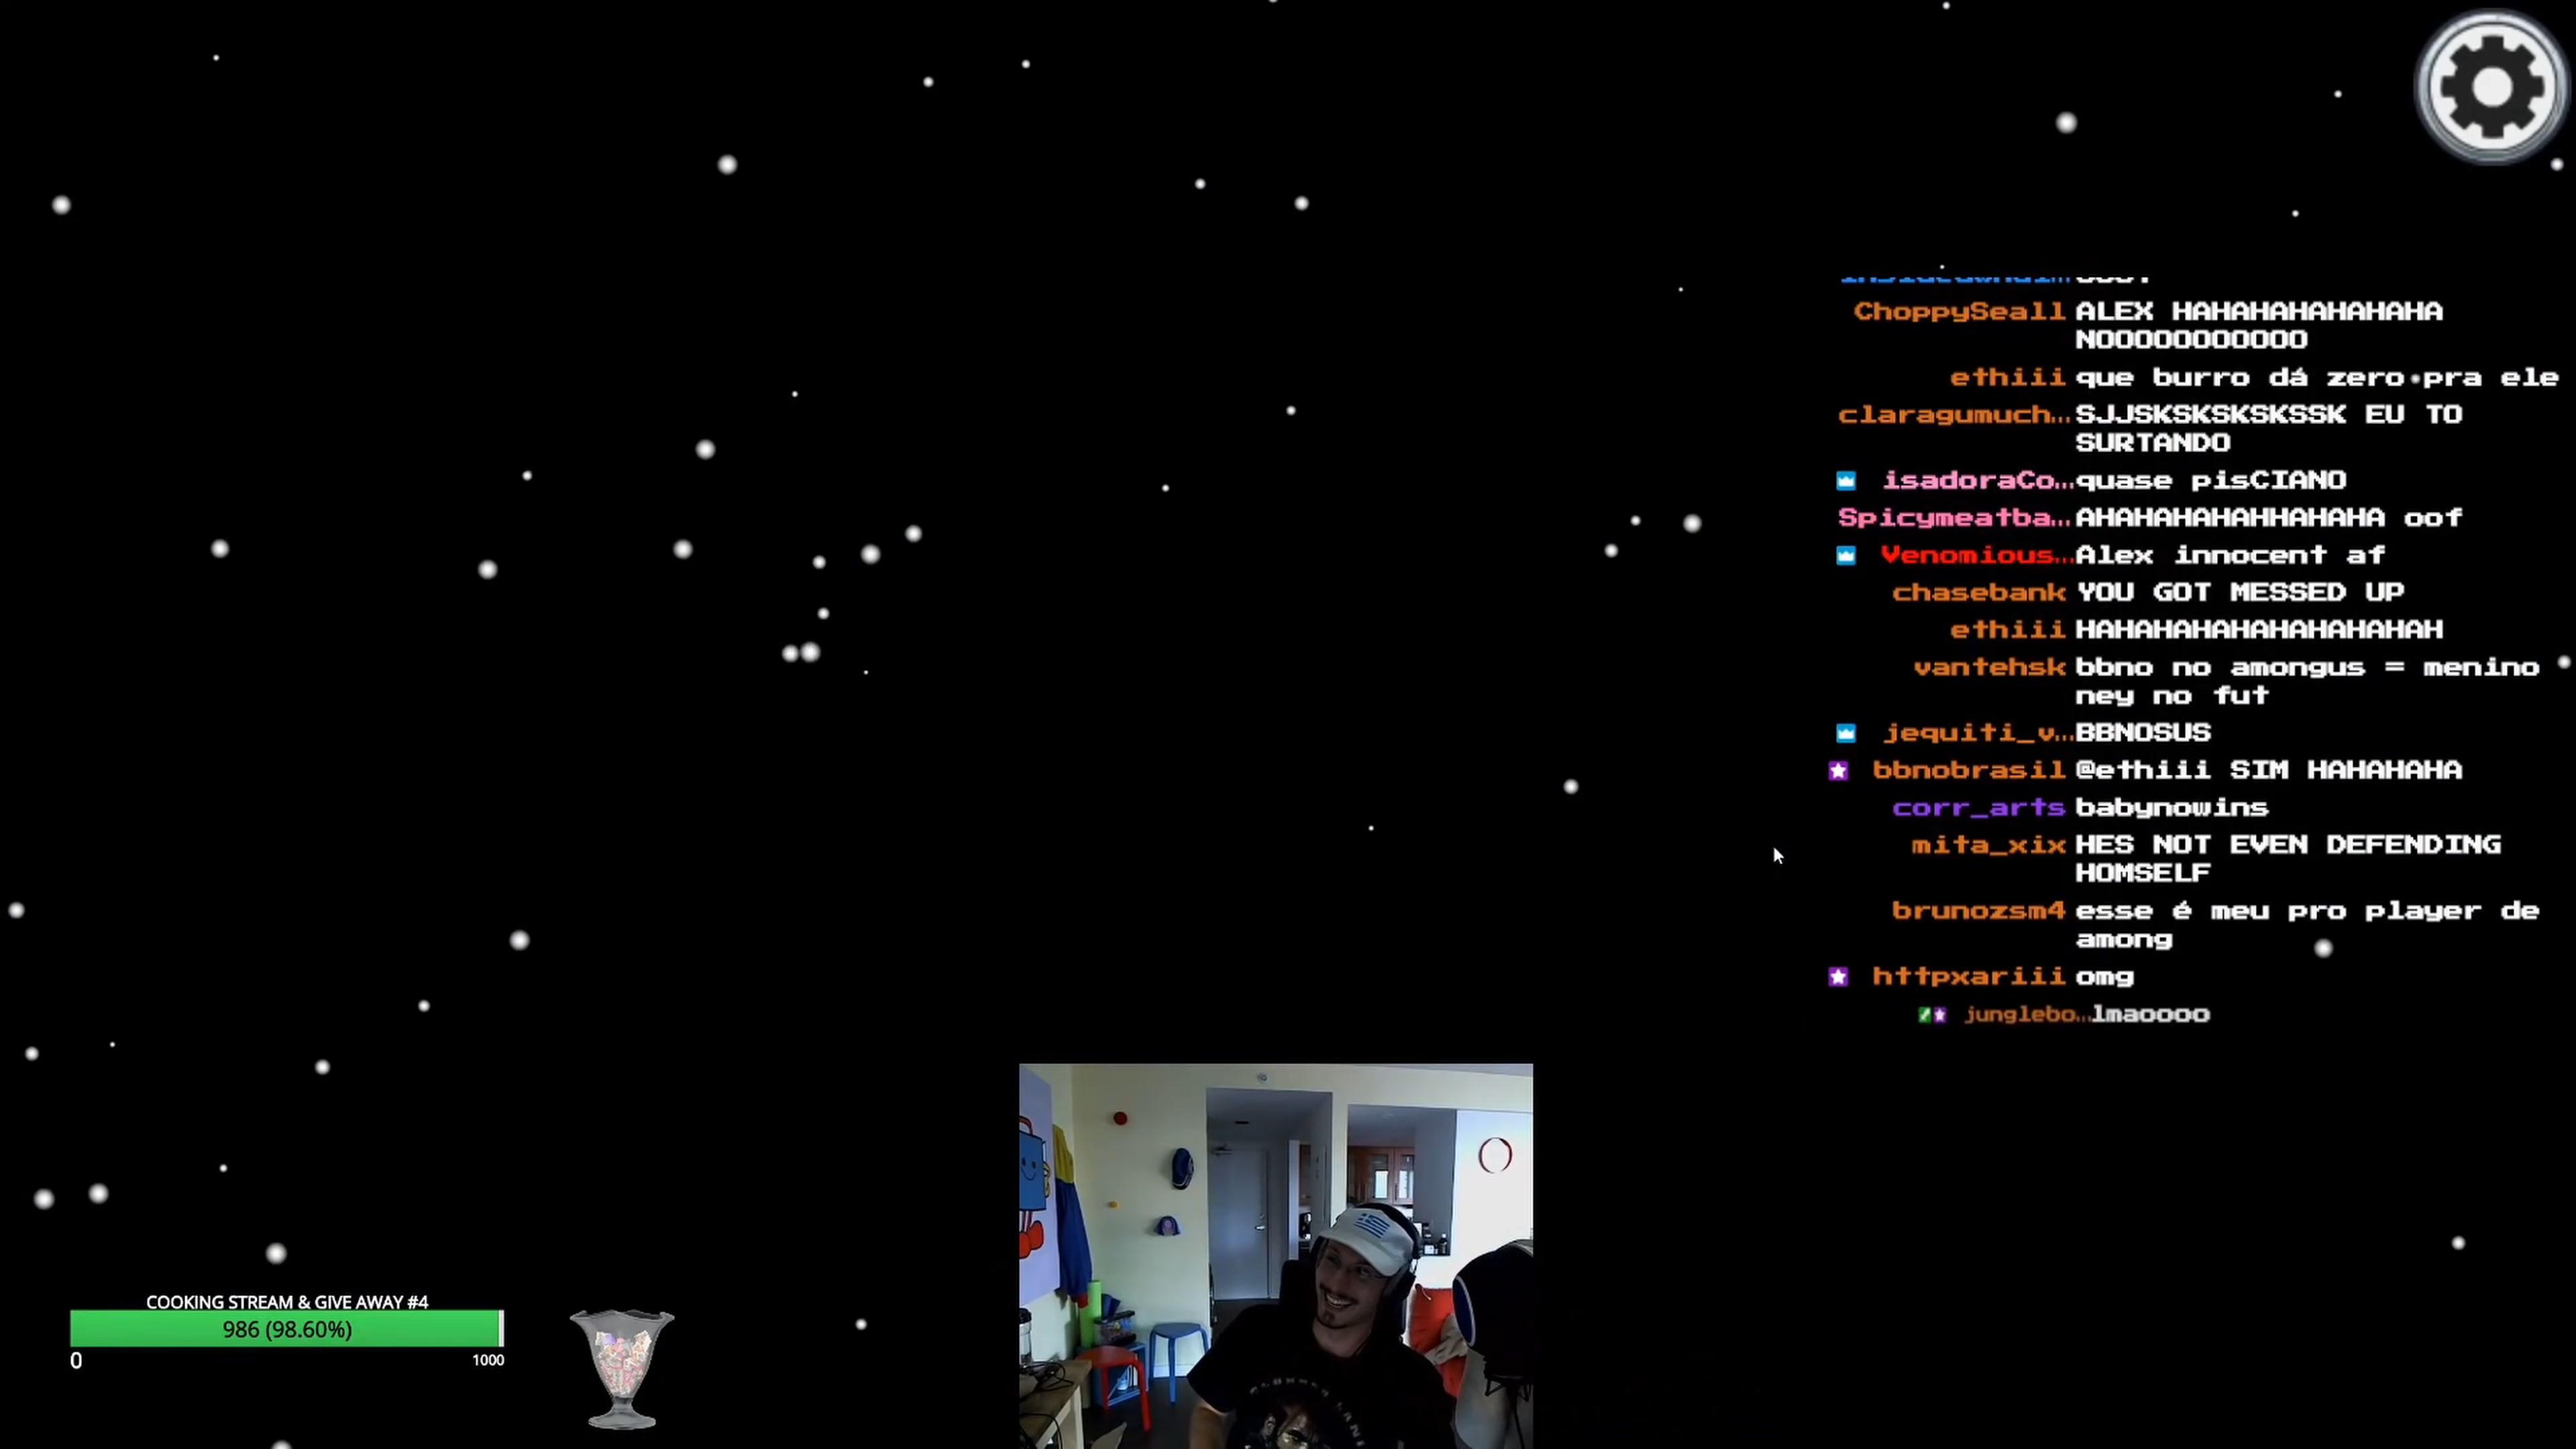 ChoppySeall ALEX HAHAHAHAHAHAHA
NOOOOOOOOOOO
ethiii que burro dá zero pra ele
claragumuch... SJJSKSKSKSKSSK EU TO
SURTANDO
isadoraCo... quase pisCIANO
Spicymeatba... AHAHAHAHAHHAHAHA oof
Venomious... Alex innocent af
chasebank YOU GOT MESSED UP
ethiii HAHAHAHAHAHAHAHAHAH
vantehsk bbno no amongus = menino
ney no fut
jequiti_v... BBNOSUS
bbnobrasil @ethiii SIM HAHAHAHA
corr_arts babynowins
mita_xix HES NOT EVEN DEFENDING
HOMSELF
brunozsm4 esse é meu pro player de
among
httpxariii omg
junglebo... lmaoooo
COOKING STREAM & GIVE AWAY #4
986 (98.60%)
0 1000